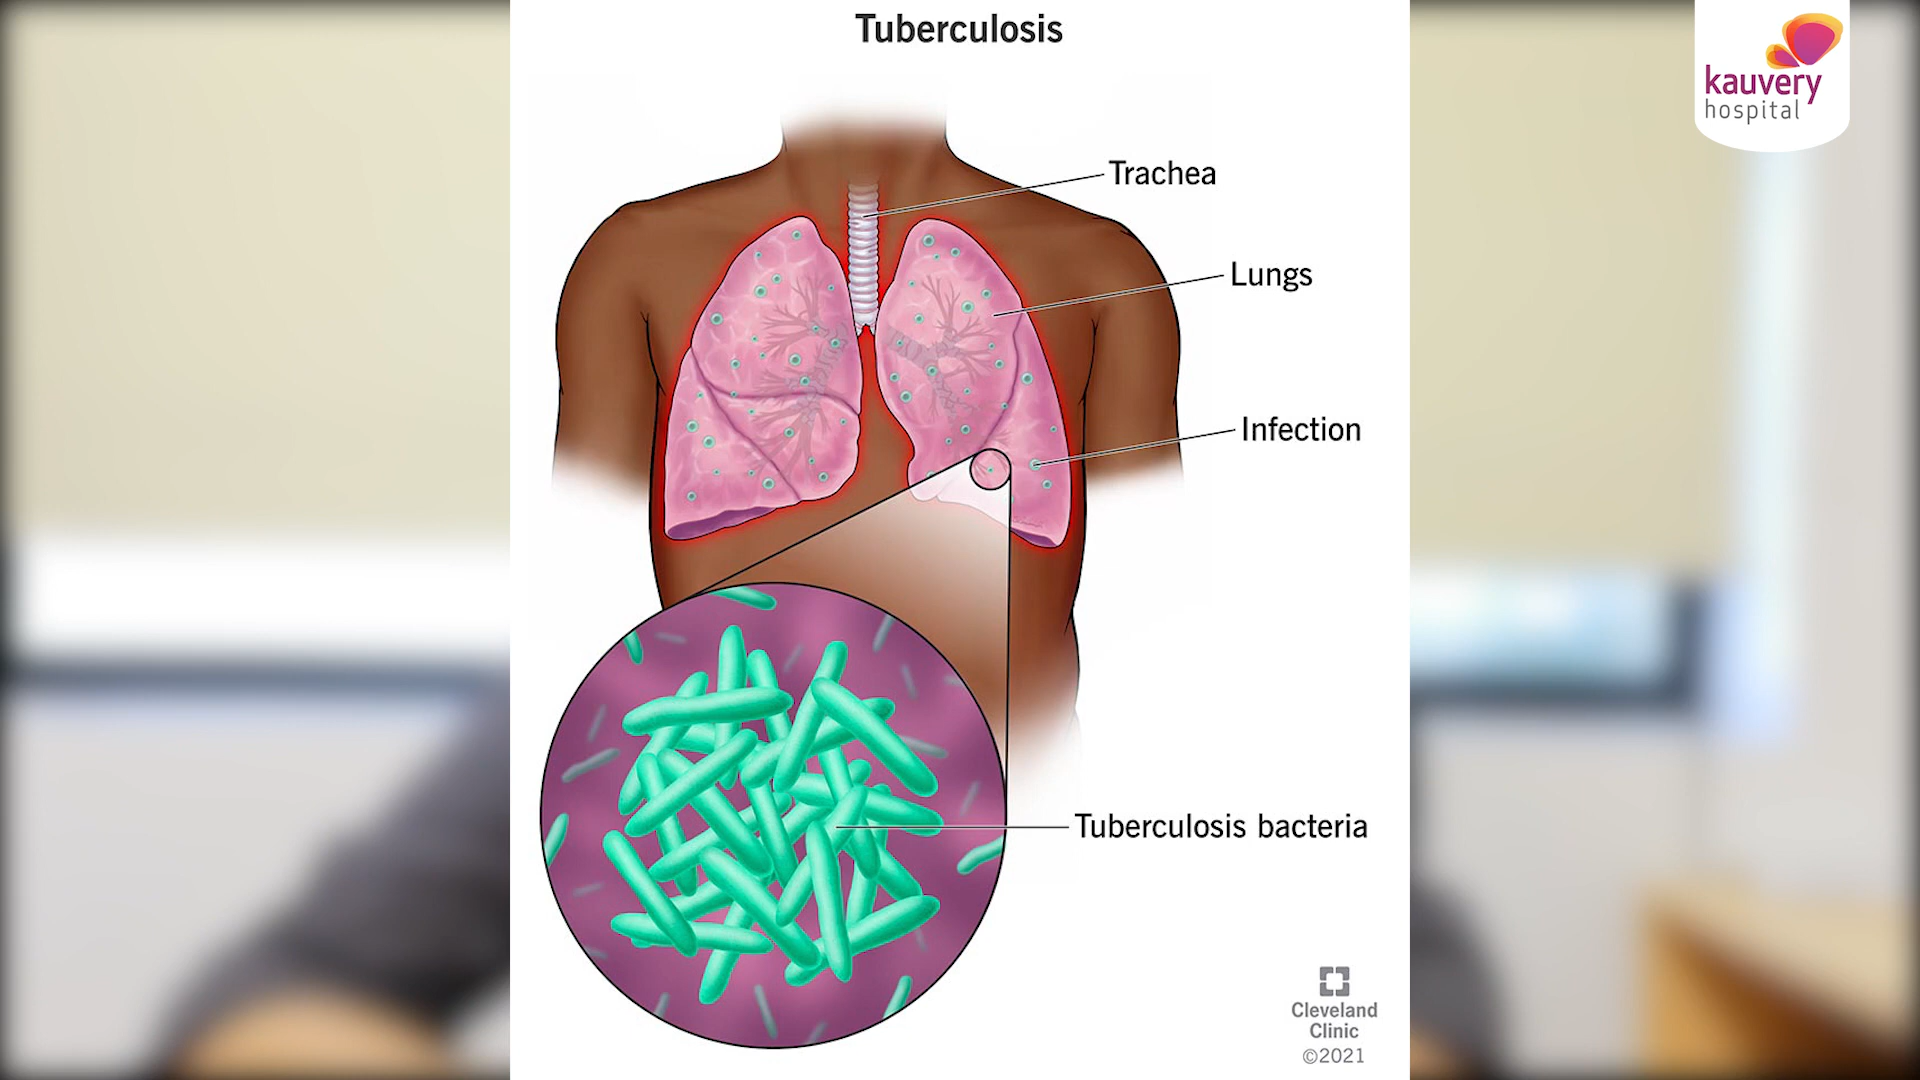 Tuberculosis
kauvery
hospital
Trachea
Lungs
Infection
Tuberculosis bacteria
Cleveland
Clinic
©2021